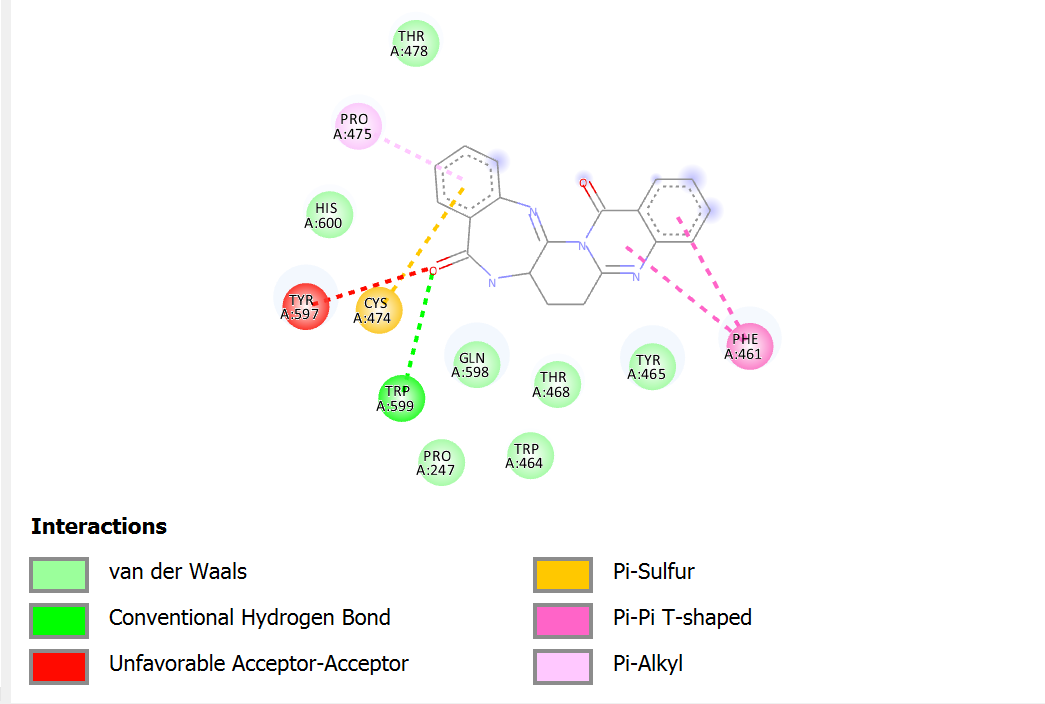 THR
A:478
PRO
A:475
HIS
A:600
O
N
N
N
O
N
TYR
A:597
CYS
A:474
PHE
A:461
GLN
A:598
TYR
A:465
THR
A:468
TRP
A:599
PRO
A:247
TRP
A:464
Interactions
van der Waals
Conventional Hydrogen Bond
Unfavorable Acceptor-Acceptor
Pi-Sulfur
Pi-Pi T-shaped
Pi-Alkyl